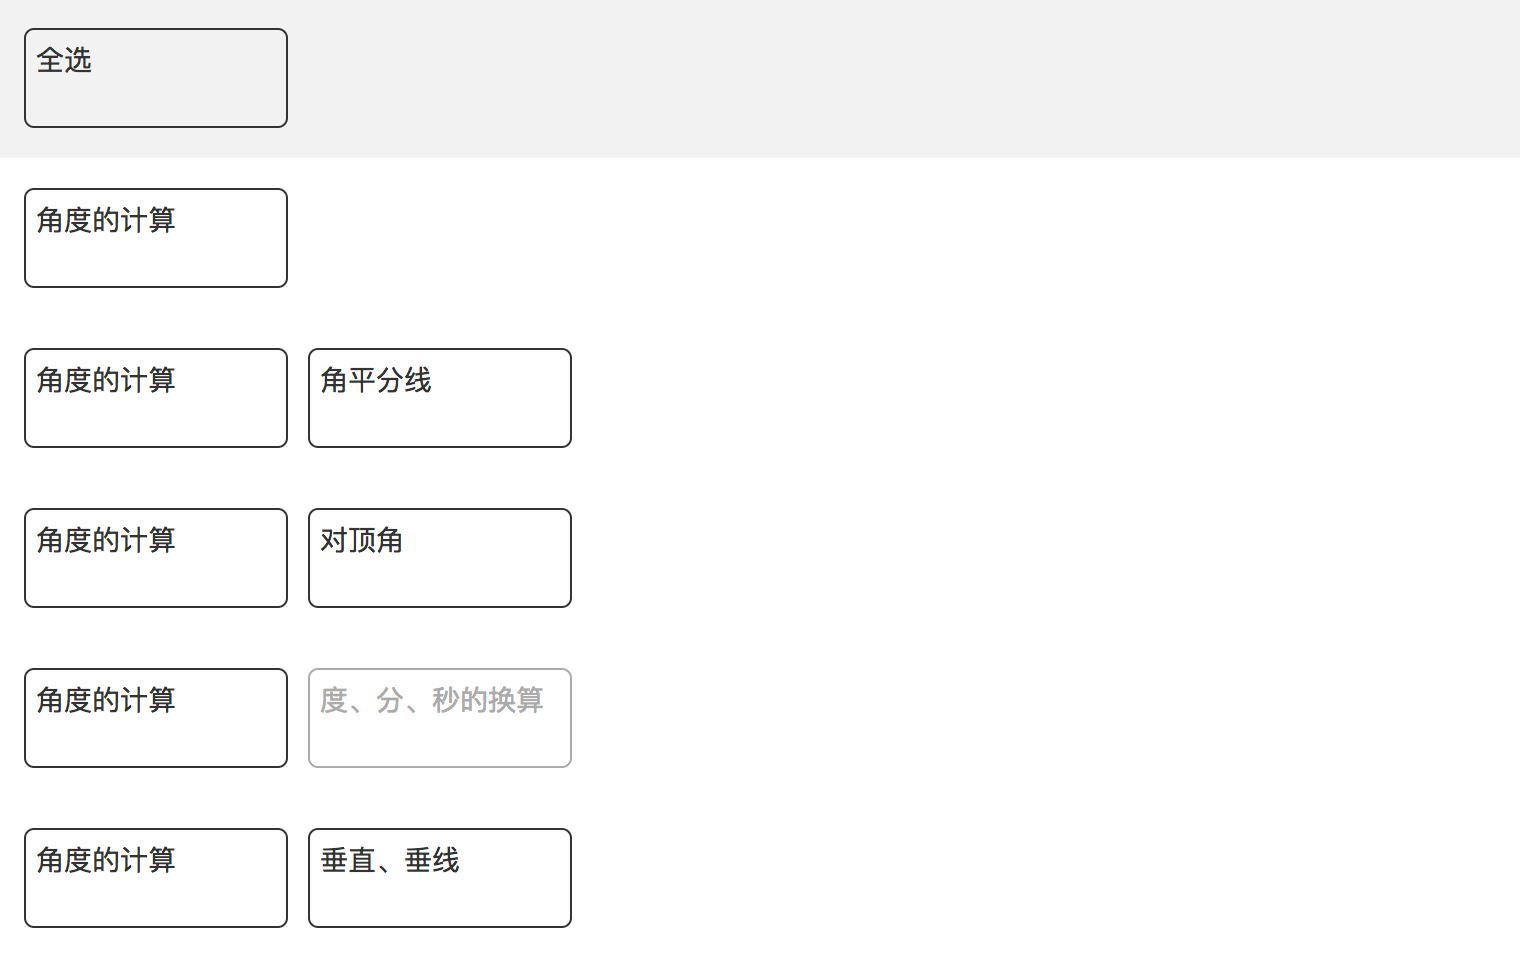 全选
角度的计算
角度的计算 角平分线
角度的计算 对顶角
角度的计算 度、分、秒的换算
角度的计算 垂直、垂线